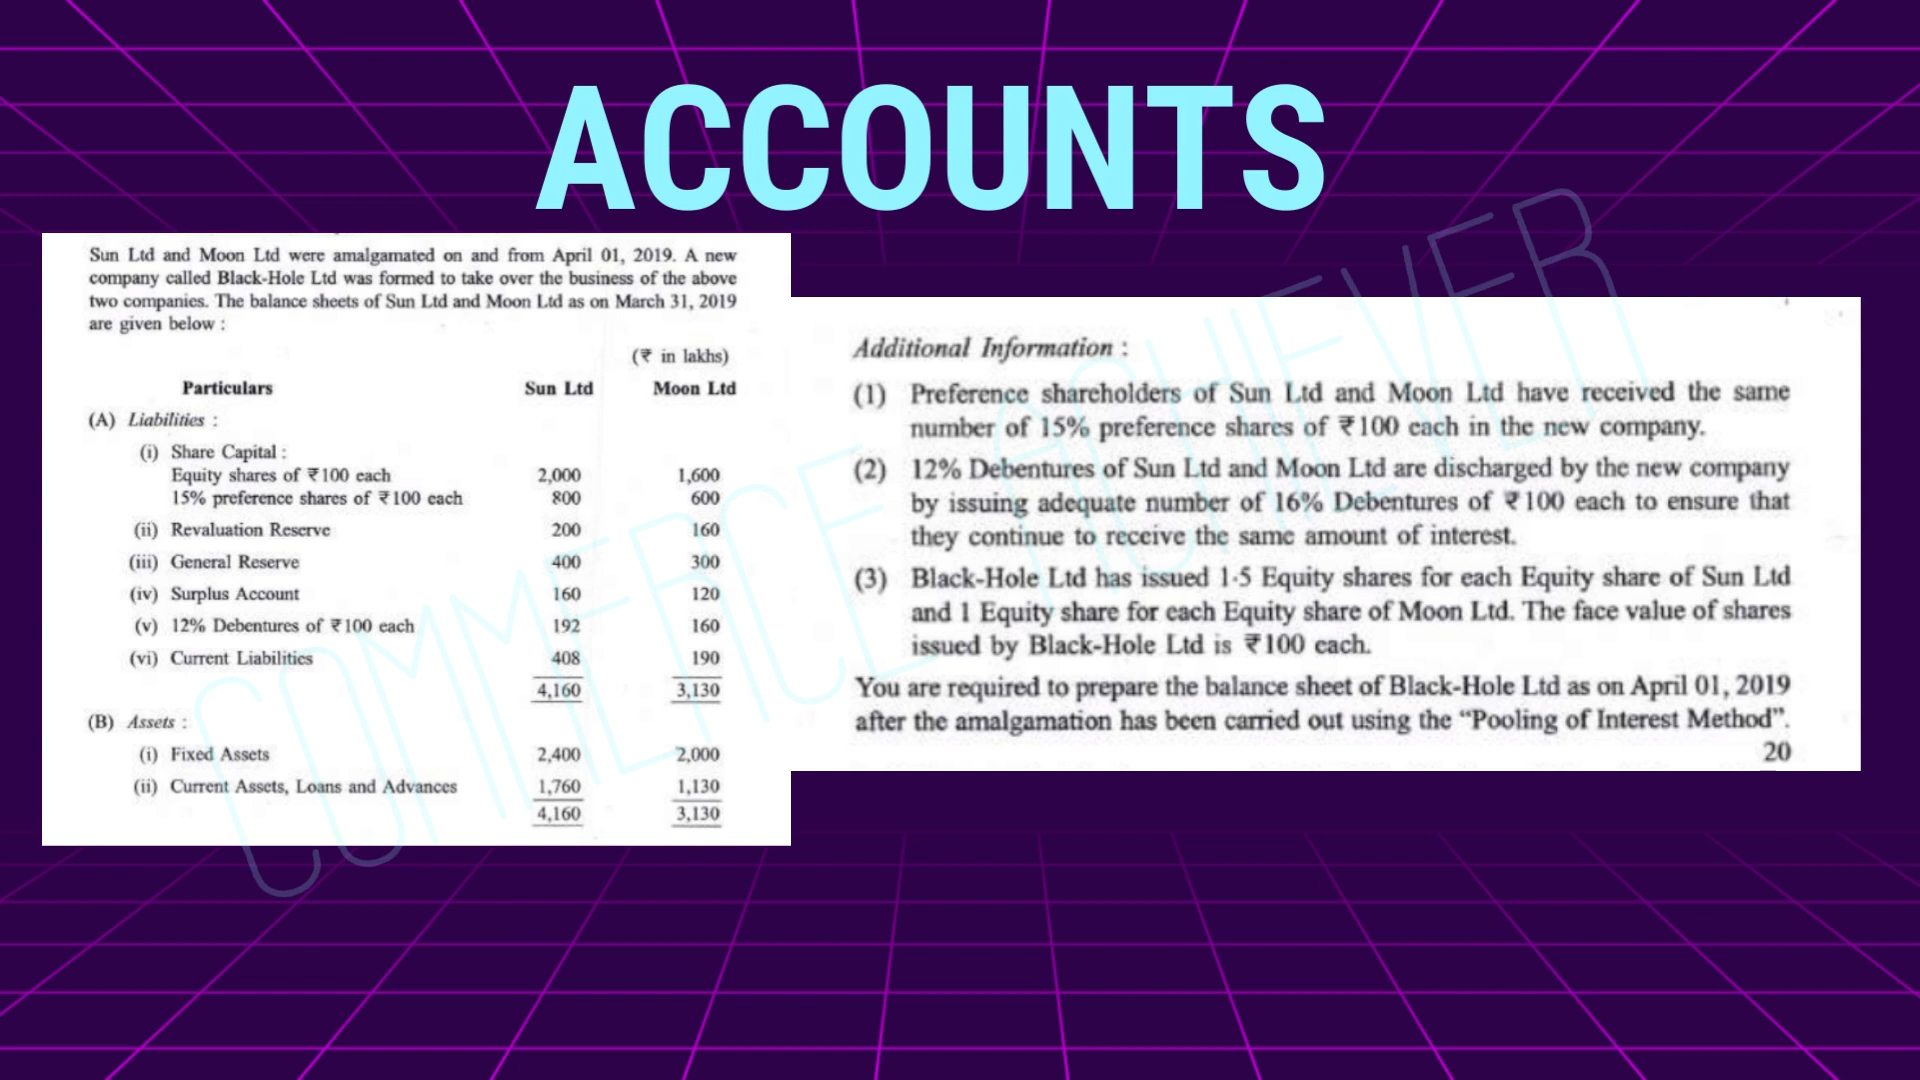 ACCOUNTS
Sun Ltd and Moon Ltd were amalgamated on and from April 01, 2019. A new
company called Black-Hole Ltd was formed to take over the business of the above
two companies. The balance sheets of Sun Ltd and Moon Ltd as on March 31, 2019
are given below :
(₹ in lakhs)
Particulars Sun Ltd Moon Ltd
(A) Liabilities :
(i) Share Capital :
Equity shares of ₹100 each 2,000 1,600
15% preference shares of ₹100 each 800 600
(ii) Revaluation Reserve 200 160
(iii) General Reserve 400 300
(iv) Surplus Account 160 120
(v) 12% Debentures of ₹100 each 192 160
(vi) Current Liabilities 408 190
4,160 3,130
(B) Assets :
(i) Fixed Assets 2,400 2,000
(ii) Current Assets, Loans and Advances 1,760 1,130
4,160 3,130
Additional Information :
(1) Preference shareholders of Sun Ltd and Moon Ltd have received the same
number of 15% preference shares of ₹100 each in the new company.
(2) 12% Debentures of Sun Ltd and Moon Ltd are discharged by the new company
by issuing adequate number of 16% Debentures of ₹100 each to ensure that
they continue to receive the same amount of interest.
(3) Black-Hole Ltd has issued 1·5 Equity shares for each Equity share of Sun Ltd
and 1 Equity share for each Equity share of Moon Ltd. The face value of shares
issued by Black-Hole Ltd is ₹100 each.
You are required to prepare the balance sheet of Black-Hole Ltd as on April 01, 2019
after the amalgamation has been carried out using the “Pooling of Interest Method”.
20
COMMERCE ACHIEVER